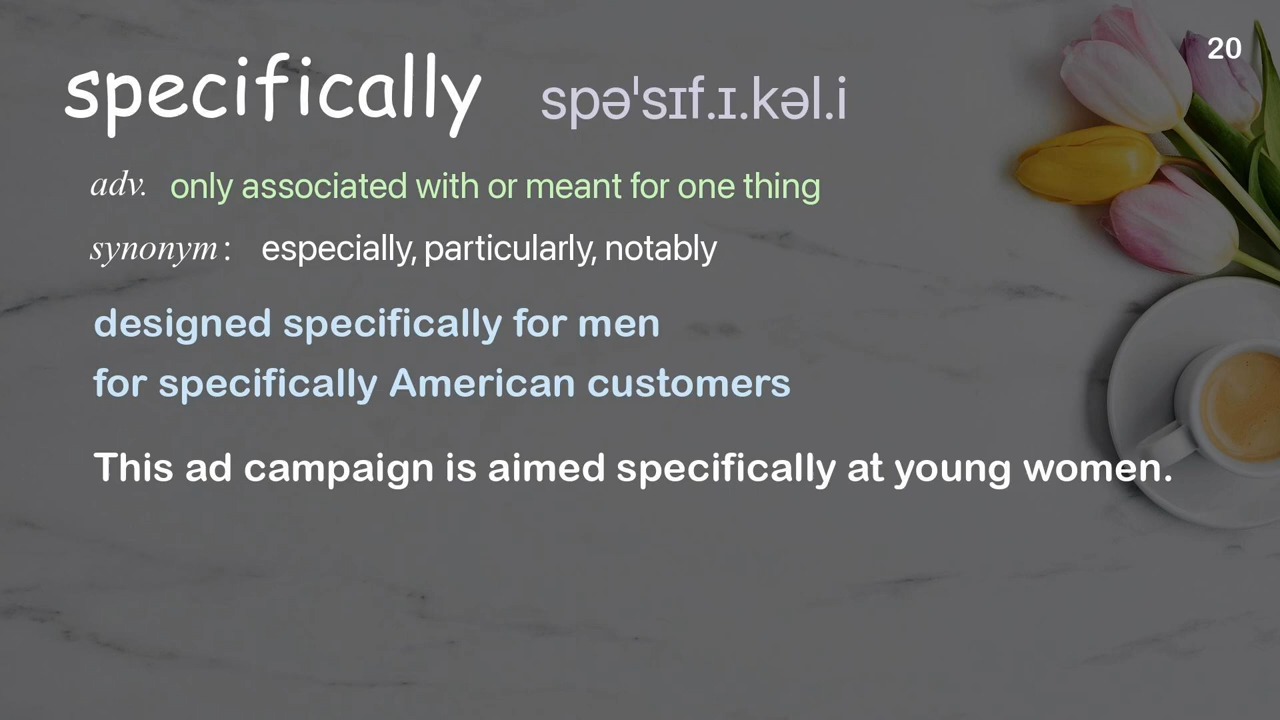 20
specifically spəˈsɪf.ɪ.kəl.i
adv. only associated with or meant for one thing
synonym: especially, particularly, notably
designed specifically for men
for specifically American customers
This ad campaign is aimed specifically at young women.